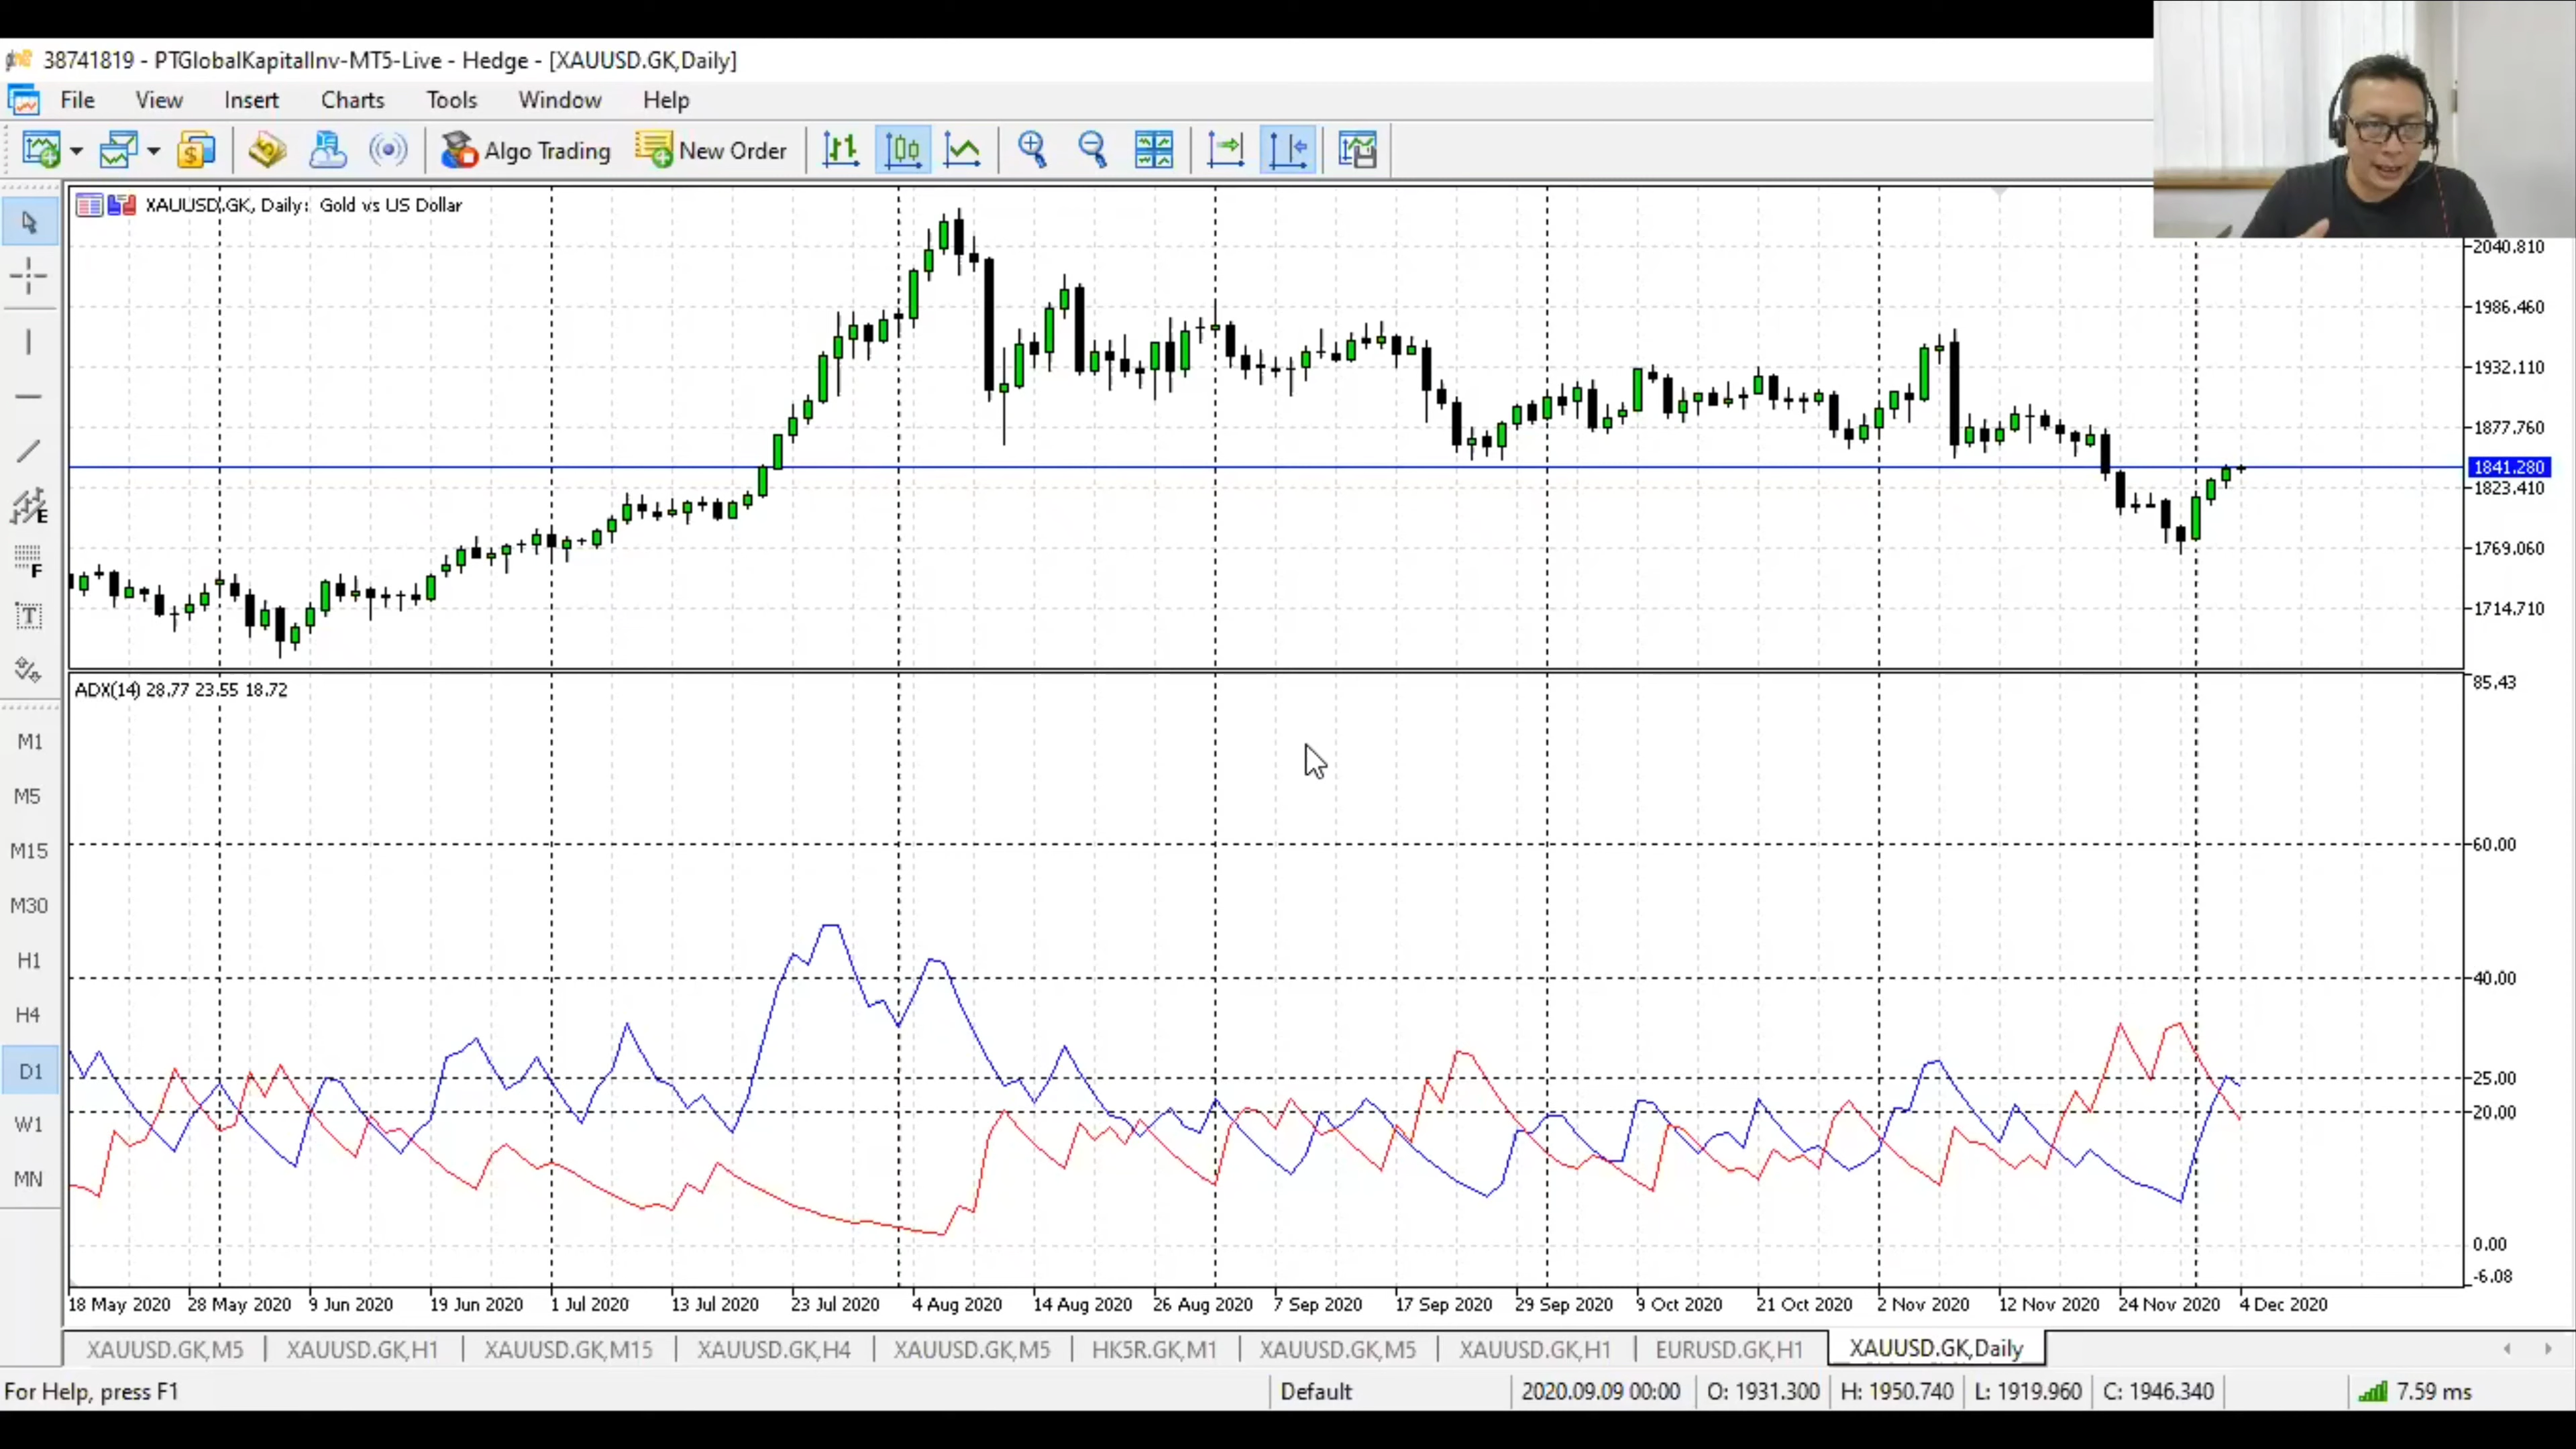 38741819 - PTGlobalKapitalInv-MT5-Live - Hedge - [XAUUSD.GK,Daily]
File View Insert Charts Tools Window Help
Algo Trading New Order
XAUUSD.GK, Daily: Gold vs US Dollar
2040.810
1986.460
1932.110
1877.760
1841.280
1823.410
1769.060
1714.710
E
F
T
ADX(14) 28.77 23.55 18.72
85.43
60.00
40.00
25.00
20.00
0.00
-6.08
M1
M5
M15
M30
H1
H4
D1
W1
MN
18 May 2020 28 May 2020 9 Jun 2020 19 Jun 2020 1 Jul 2020 13 Jul 2020 23 Jul 2020 4 Aug 2020 14 Aug 2020 26 Aug 2020 7 Sep 2020 17 Sep 2020 29 Sep 2020 9 Oct 2020 21 Oct 2020 2 Nov 2020 12 Nov 2020 24 Nov 2020 4 Dec 2020
XAUUSD.GK,M5 XAUUSD.GK,H1 XAUUSD.GK,M15 XAUUSD.GK,H4 XAUUSD.GK,M5 HK5R.GK,M1 XAUUSD.GK,M5 XAUUSD.GK,H1 EURUSD.GK,H1 XAUUSD.GK,Daily
For Help, press F1 Default 2020.09.09 00:00 O: 1931.300 H: 1950.740 L: 1919.960 C: 1946.340 7.59 ms